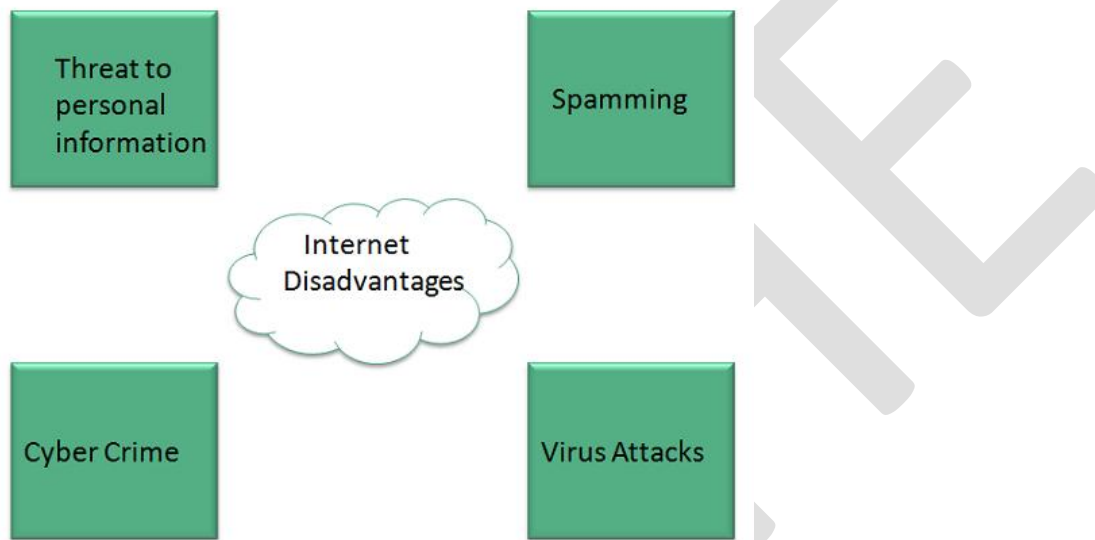 Threat to
personal
information
Spamming
Internet
Disadvantages
Cyber Crime
Virus Attacks